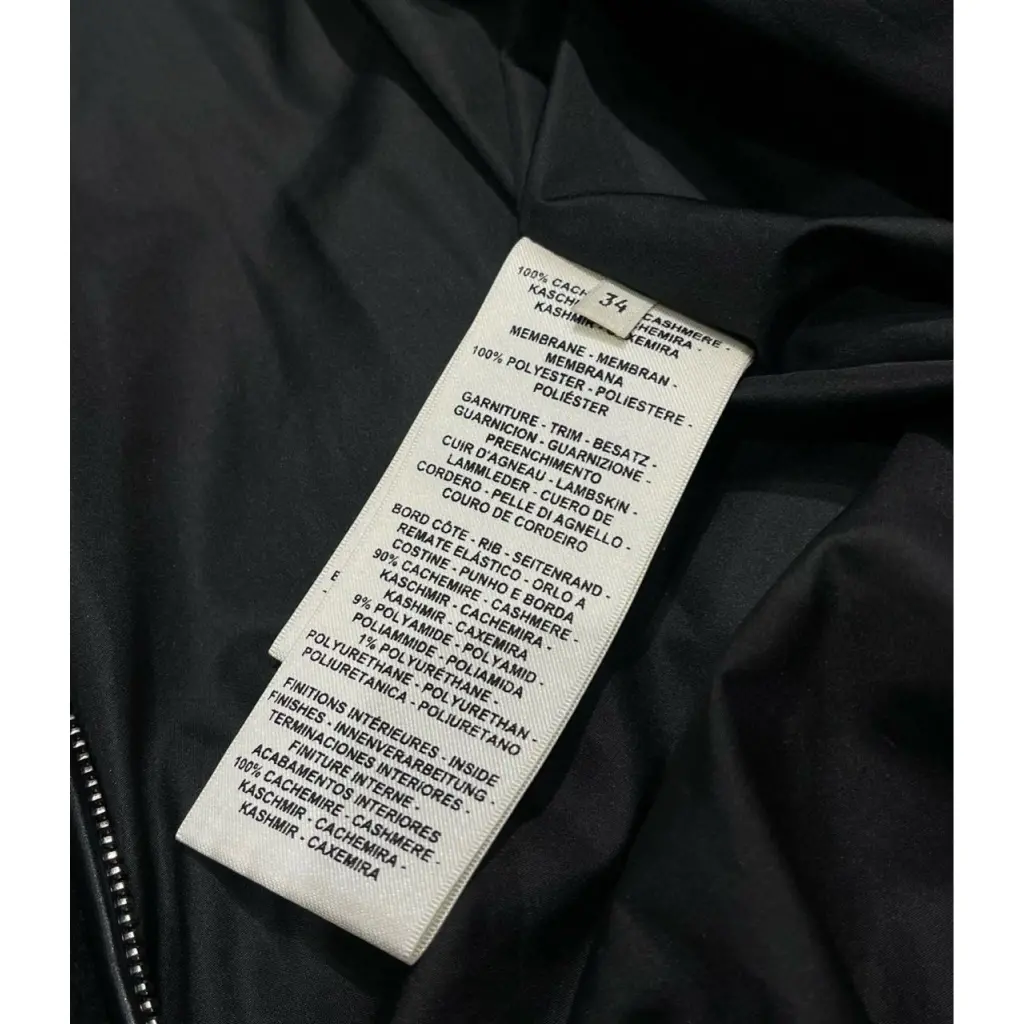 34
100% CACH
CASHMERE -
KASCH
HEMIRA -
KASHMIR
CAXEMIRA
MEMBRANE - MEMBRAN -
MEMBRANA
100% POLYESTER - POLIESTERE -
POLIÉSTER
GARNITURE - TRIM - BESATZ -
GUARNICION - GUARNIZIONE -
PREENCHIMENTO
CUIR D'AGNEAU - LAMBSKIN -
LAMMLEDER - CUERO DE
CORDERO - PELLE DI AGNELLO -
COURO DE CORDEIRO
BORD CÔTE - RIB - SEITENRAND -
REMATE ELÁSTICO - ORLO A
COSTINE - PUNHO E BORDA
90% CACHEMIRE - CASHMERE -
KASCHMIR - CACHEMIRA -
KASHMIR - CAXEMIRA
9% POLYAMIDE - POLYAMID -
POLIAMMIDE - POLIAMIDA
1% POLYURÉTHANE -
POLYURETHANE - POLYURETHAN -
POLIURETANICA - POLIURETANO
FINITIONS INTÉRIEURES - INSIDE
FINISHES - INNENVERARBEITUNG -
TERMINACIONES INTERIORES -
FINITURE INTERNE -
ACABAMENTOS INTERIORES
100% CACHEMIRE - CASHMERE -
KASCHMIR - CACHEMIRA -
KASHMIR - CAXEMIRA